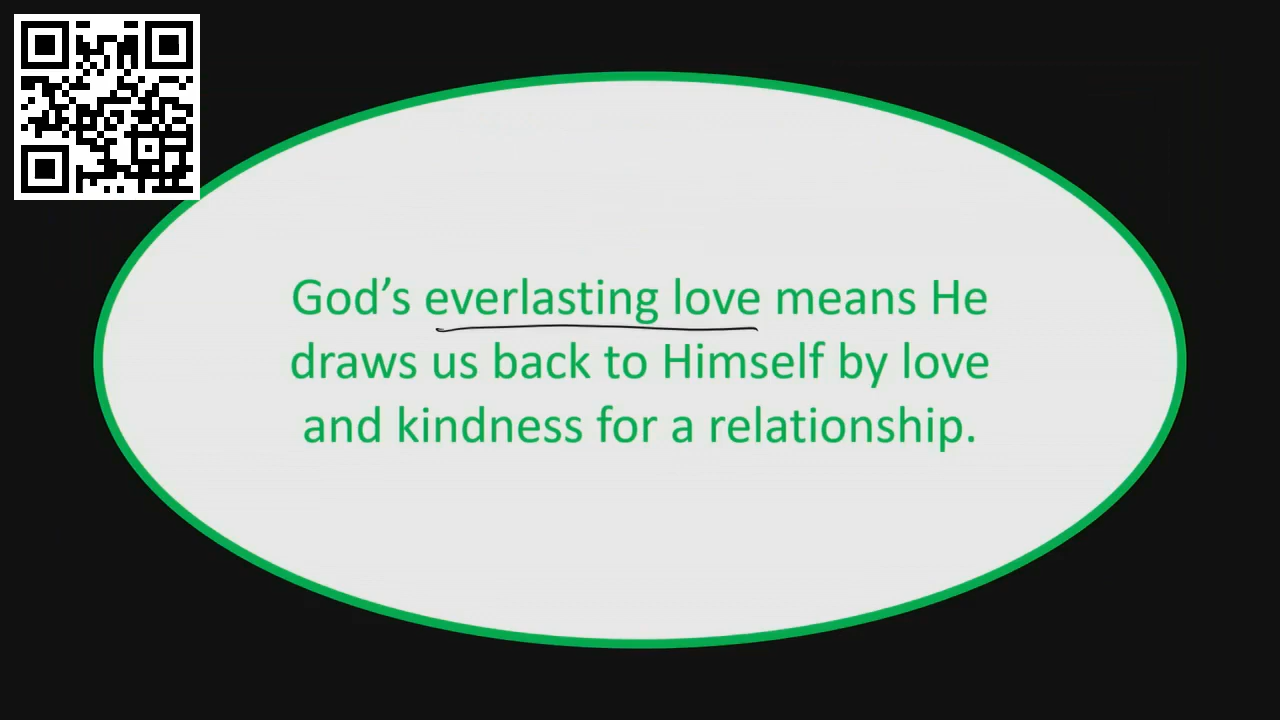 God’s everlasting love means He
draws us back to Himself by love
and kindness for a relationship.